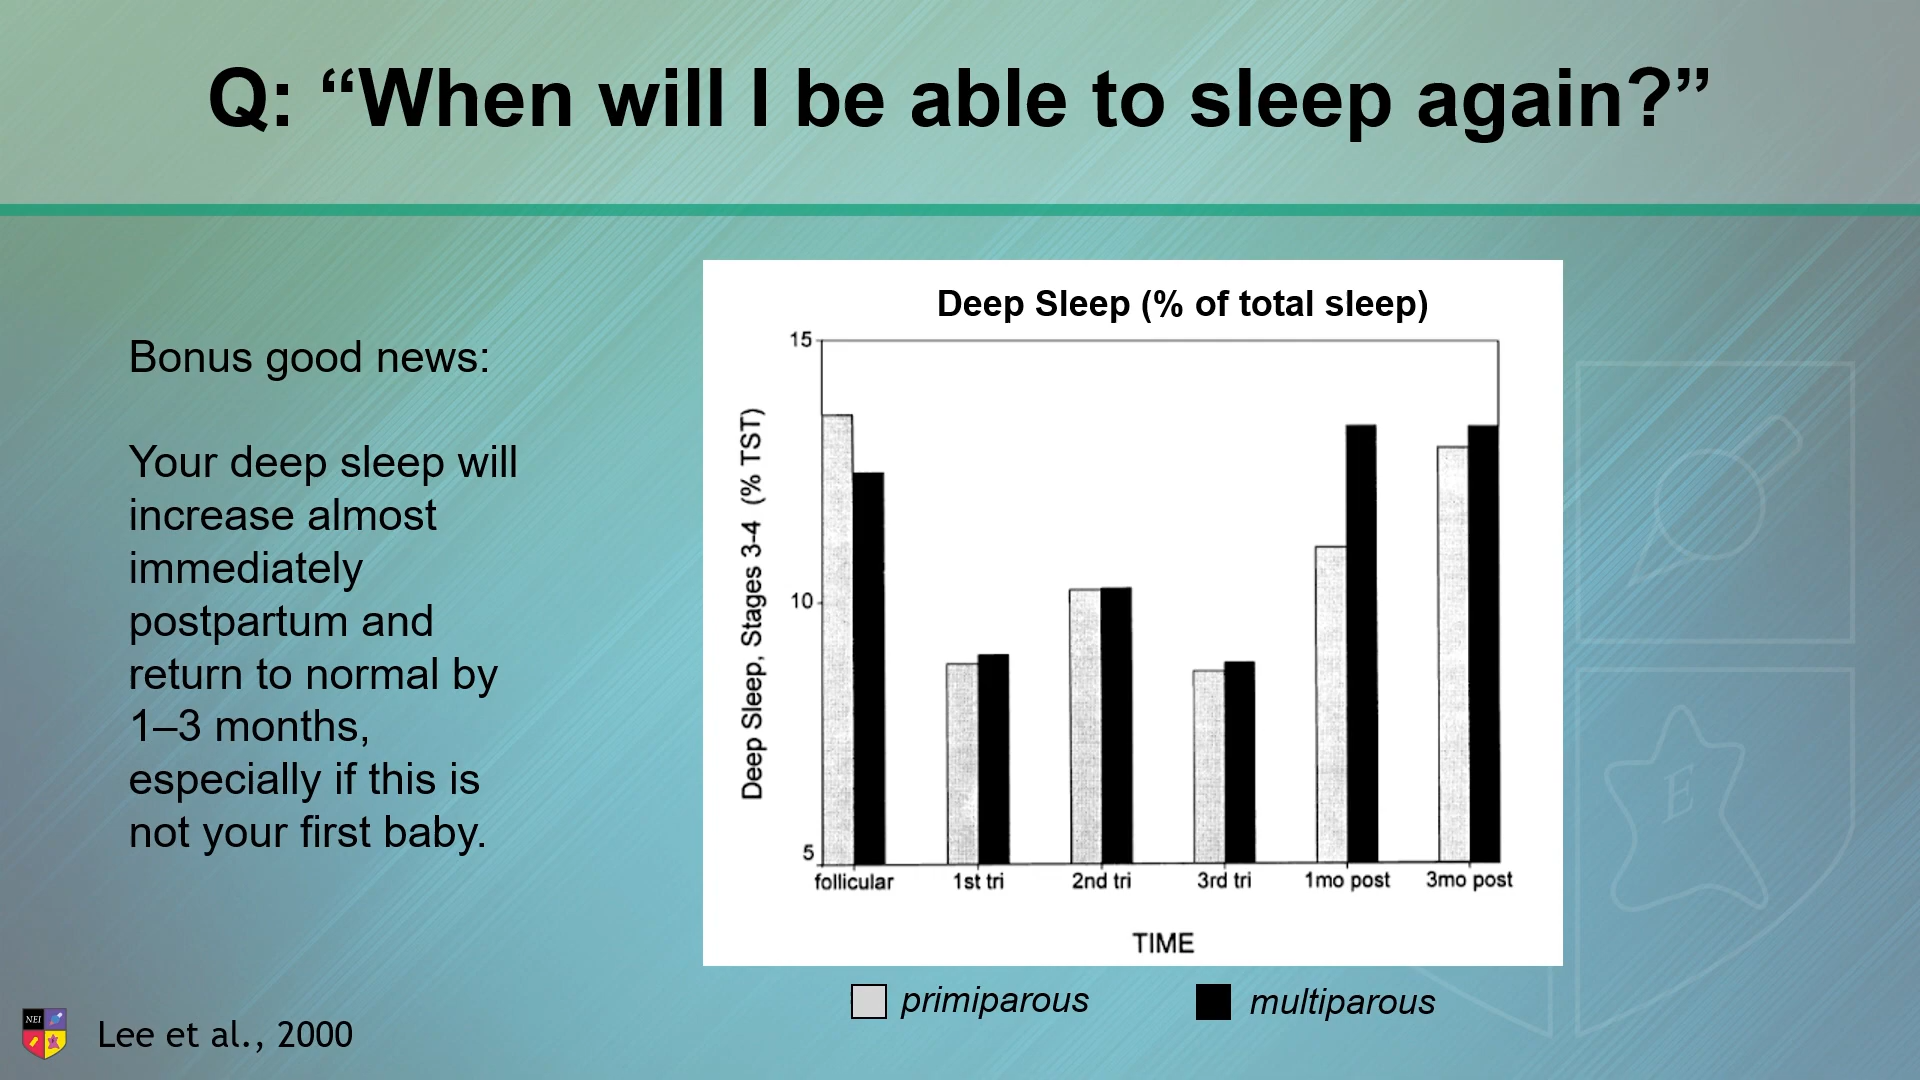 Q: “When will I be able to sleep again?”
Bonus good news:
Your deep sleep will
increase almost
immediately
postpartum and
return to normal by
1–3 months,
especially if this is
not your first baby.
Deep Sleep (% of total sleep)
Deep Sleep, Stages 3-4 (% TST)
15
10
5
follicular
1st tri
2nd tri
3rd tri
1mo post
3mo post
TIME
primiparous
multiparous
NEI
Lee et al., 2000
E